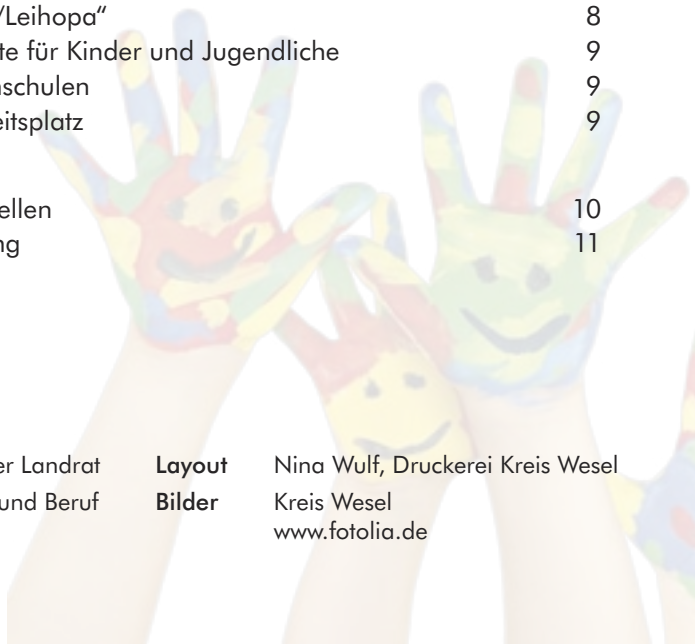 /Leihopa“ 8
te für Kinder und Jugendliche 9
schulen 9
eitsplatz 9
ellen 10
ng 11
er Landrat Layout Nina Wulf, Druckerei Kreis Wesel
und Beruf Bilder Kreis Wesel
www.fotolia.de